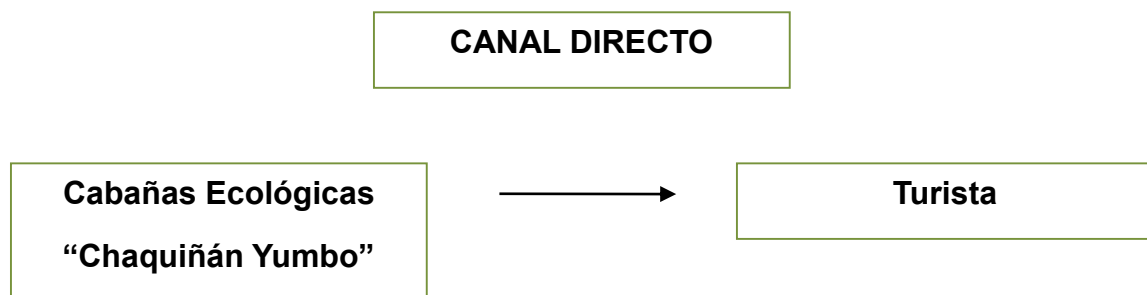 CANAL DIRECTO
Cabañas Ecológicas
“Chaquiñán Yumbo”
Turista